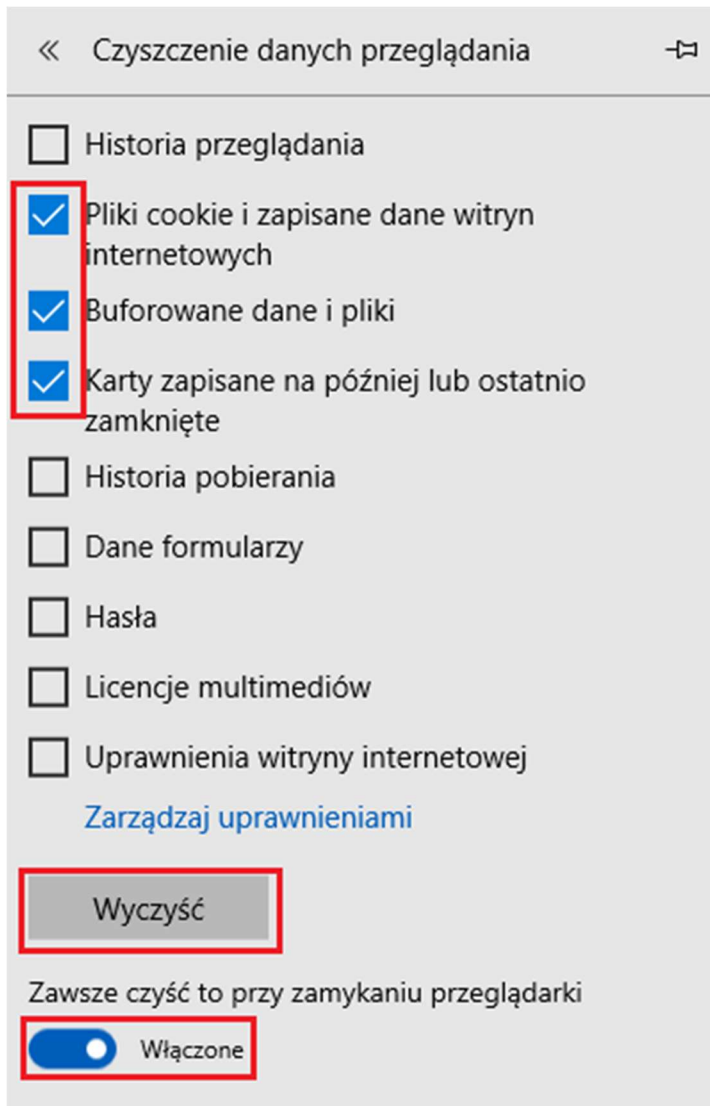 Czyszczenie danych przeglądania
Historia przeglądania
Pliki cookie i zapisane dane witryn
internetowych
Buforowane dane i pliki
Karty zapisane na później lub ostatnio
zamknięte
Historia pobierania
Dane formularzy
Hasła
Licencje multimediów
Uprawnienia witryny internetowej
Zarządzaj uprawnieniami
Wyczyść
Zawsze czyść to przy zamykaniu przeglądarki
Włączone